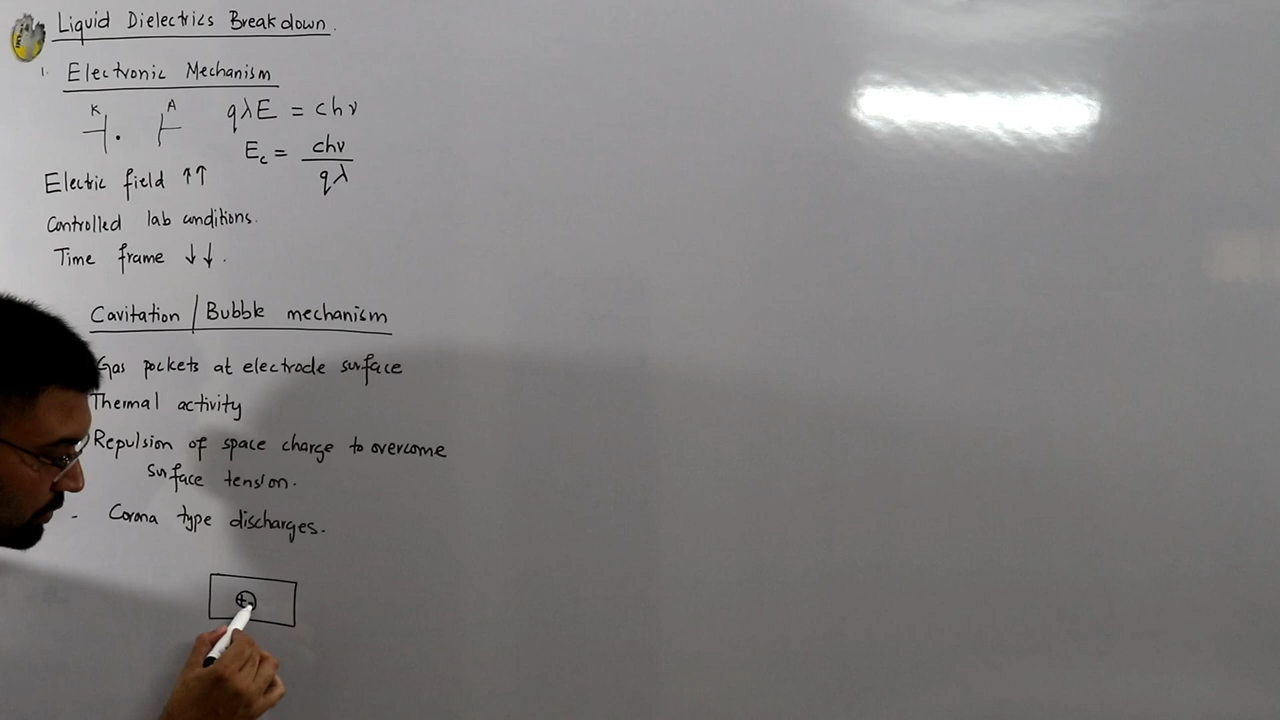 Liquid Dielectrics Breakdown.
1. Electronic Mechanism
K A
qλE = chν
E_c = chν / qλ
Electric field ↑↑
Controlled lab conditions.
Time frame ↓↓.
Cavitation / Bubble mechanism
Gas pockets at electrode surface
Thermal activity
Repulsion of space charge to overcome
surface tension.
- Corona type discharges.
+ -